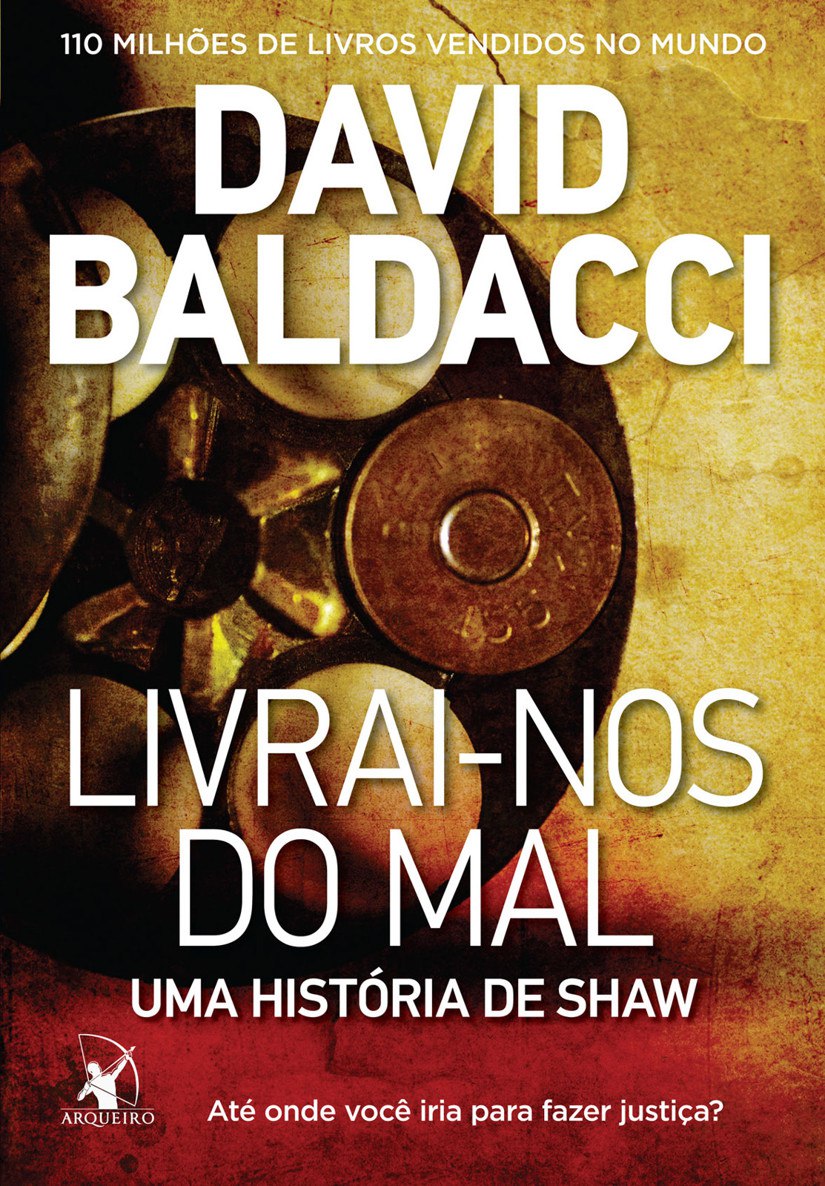 110 MILHÕES DE LIVROS VENDIDOS NO MUNDO
DAVID
BALDACCI
455
LIVRAI-NOS
DO MAL
UMA HISTÓRIA DE SHAW
ARQUEIRO
Até onde você iria para fazer justiça?